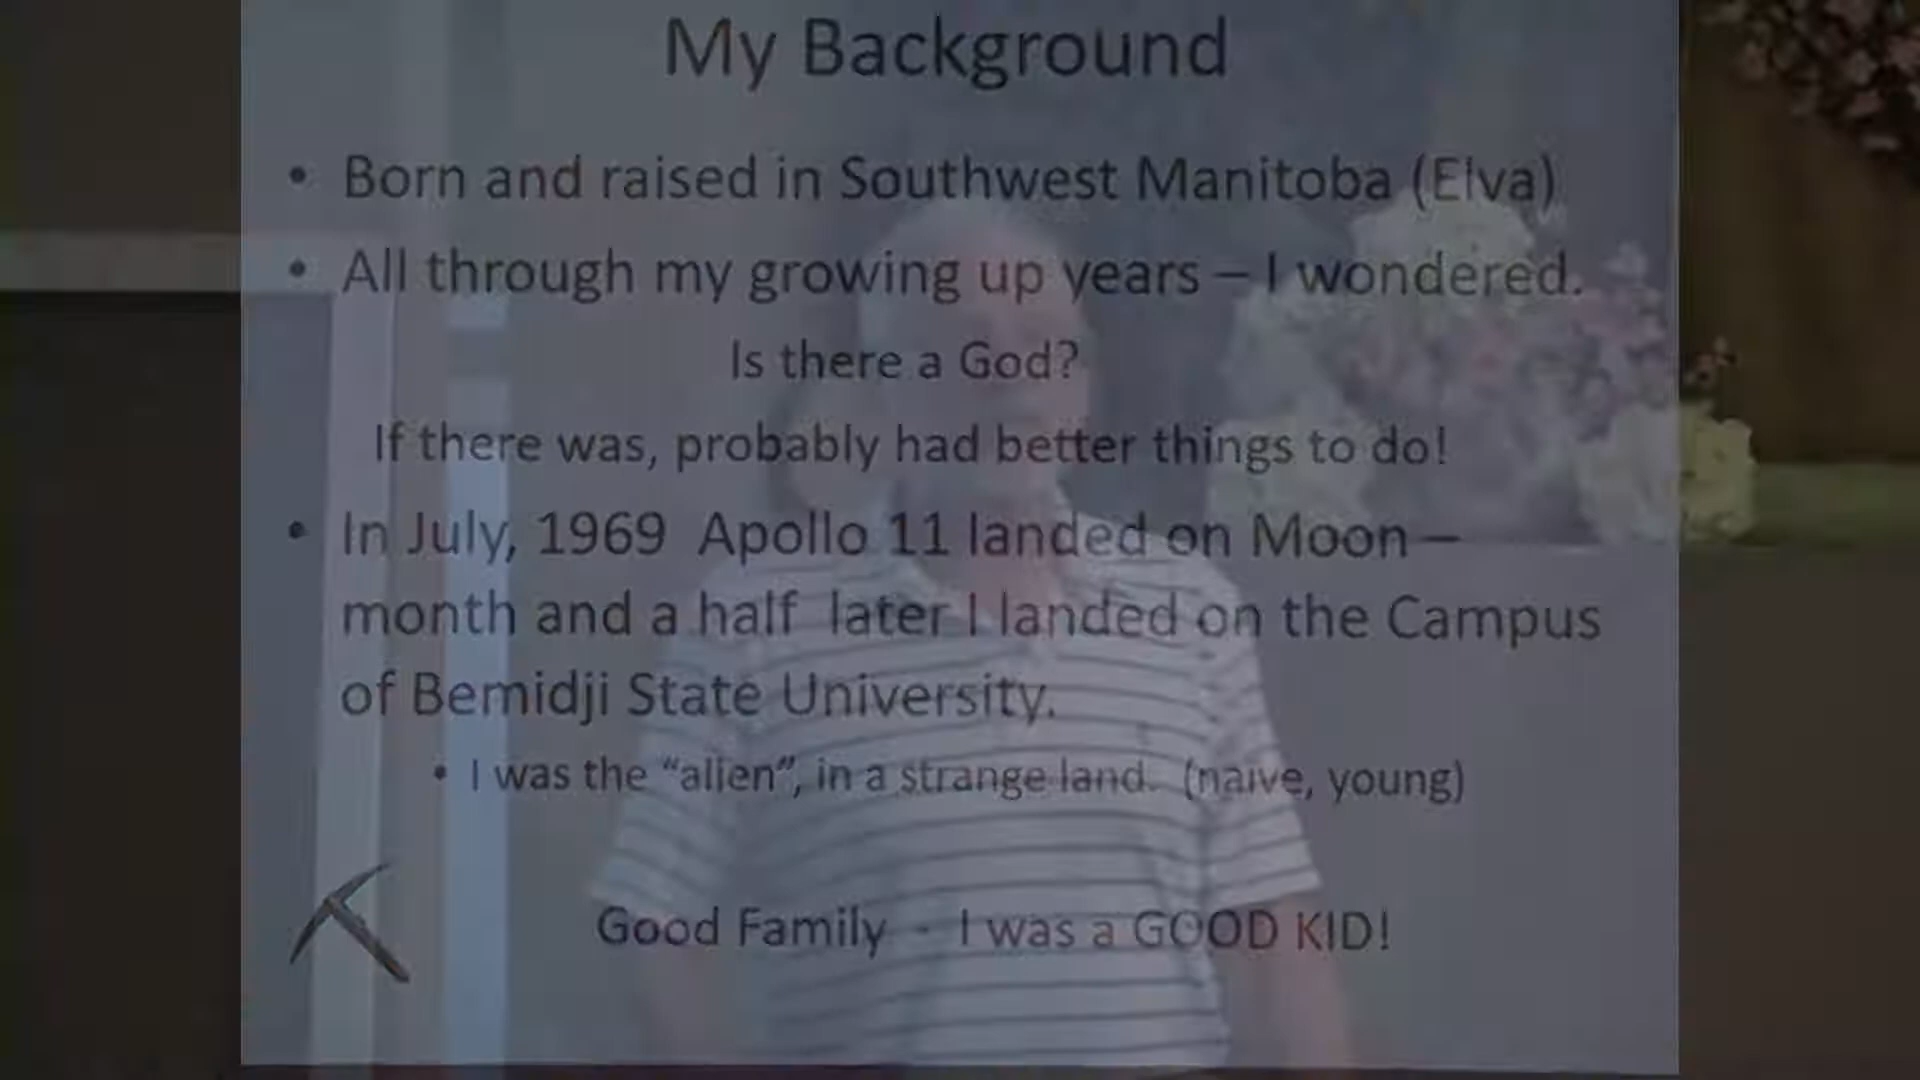 My Background
• Born and raised in Southwest Manitoba (Elva)
• All through my growing up years – I wondered.
Is there a God?
If there was, probably had better things to do!
• In July, 1969 Apollo 11 landed on Moon –
month and a half later I landed on the Campus
of Bemidji State University.
• I was the “alien”, in a strange land. (naive, young)
Good Family - I was a GOOD KID!